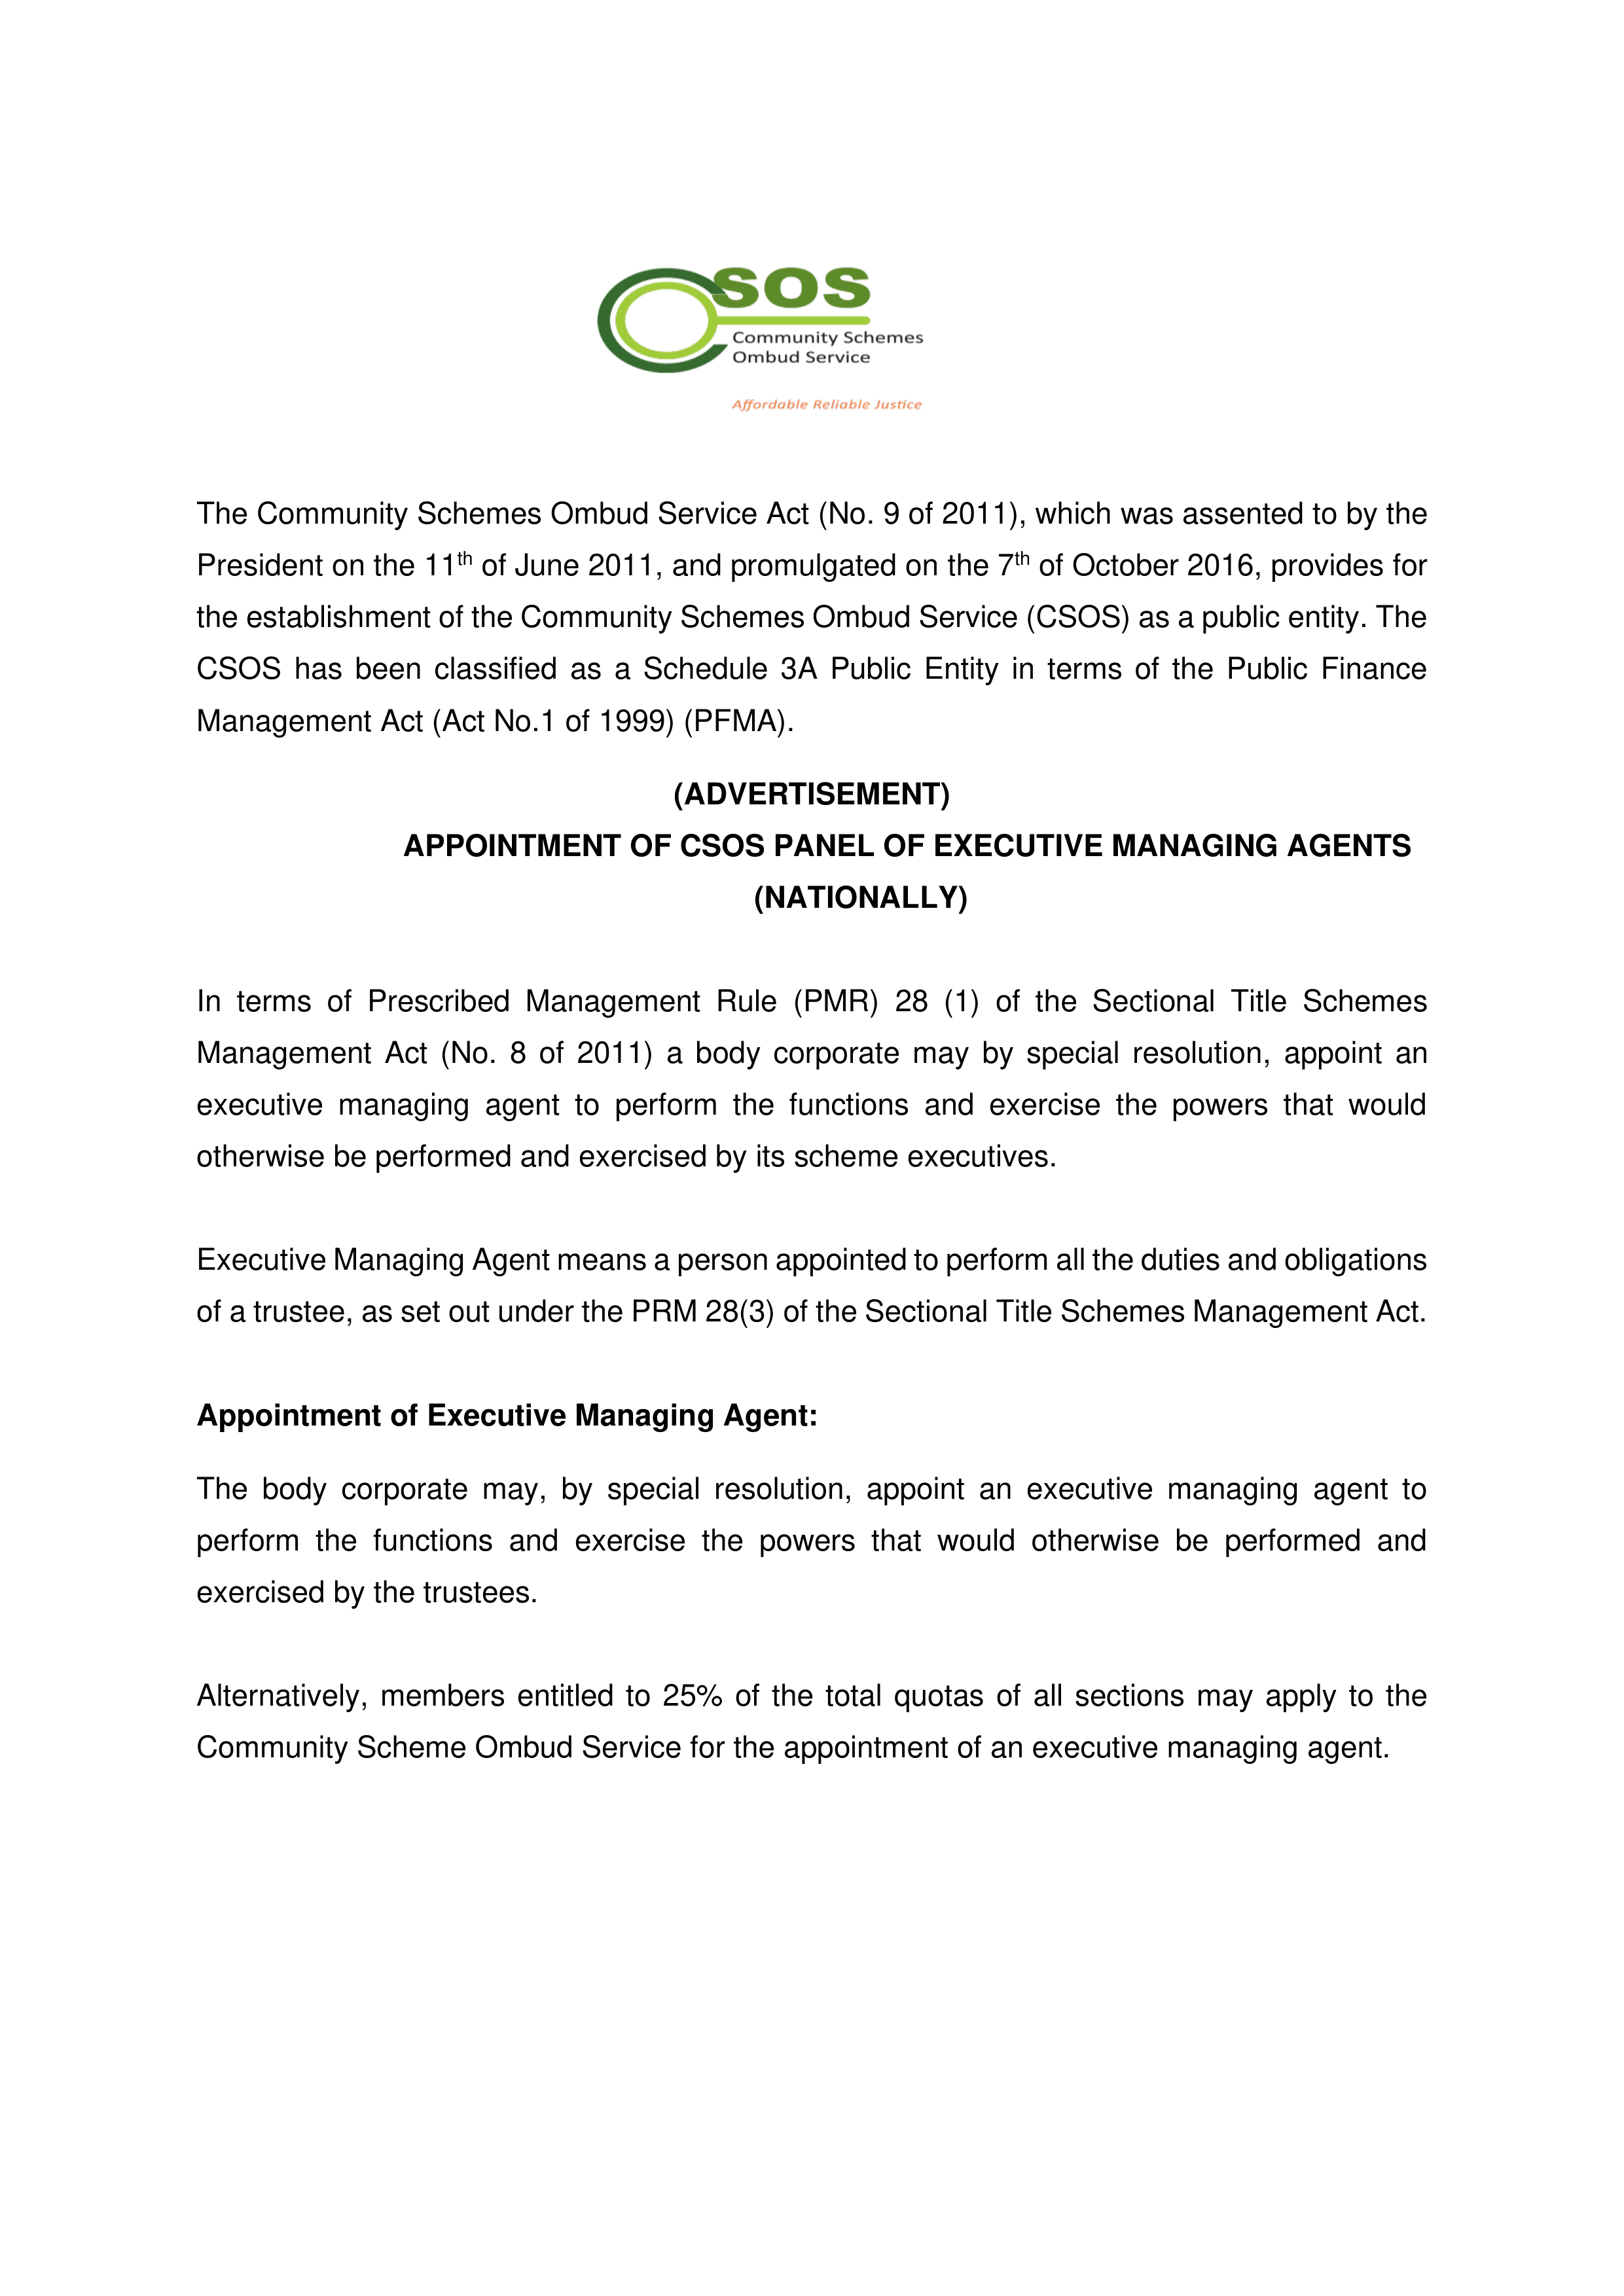 csos
Community Schemes
Ombud Service
Affordable Reliable Justice
The Community Schemes Ombud Service Act (No. 9 of 2011), which was assented to by the
President on the 11th of June 2011, and promulgated on the 7th of October 2016, provides for
the establishment of the Community Schemes Ombud Service (CSOS) as a public entity. The
CSOS has been classified as a Schedule 3A Public Entity in terms of the Public Finance
Management Act (Act No.1 of 1999) (PFMA).
(ADVERTISEMENT)
APPOINTMENT OF CSOS PANEL OF EXECUTIVE MANAGING AGENTS
(NATIONALLY)
In terms of Prescribed Management Rule (PMR) 28 (1) of the Sectional Title Schemes
Management Act (No. 8 of 2011) a body corporate may by special resolution, appoint an
executive managing agent to perform the functions and exercise the powers that would
otherwise be performed and exercised by its scheme executives.
Executive Managing Agent means a person appointed to perform all the duties and obligations
of a trustee, as set out under the PRM 28(3) of the Sectional Title Schemes Management Act.
Appointment of Executive Managing Agent:
The body corporate may, by special resolution, appoint an executive managing agent to
perform the functions and exercise the powers that would otherwise be performed and
exercised by the trustees.
Alternatively, members entitled to 25% of the total quotas of all sections may apply to the
Community Scheme Ombud Service for the appointment of an executive managing agent.